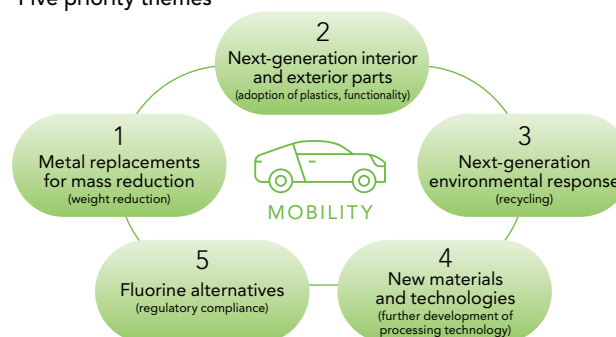 Five priority themes
2
Next-generation interior
and exterior parts
(adoption of plastics, functionality)
1
Metal replacements
for mass reduction
(weight reduction)
3
Next-generation
environmental response
(recycling)
MOBILITY
5
Fluorine alternatives
(regulatory compliance)
4
New materials
and technologies
(further development of
processing technology)